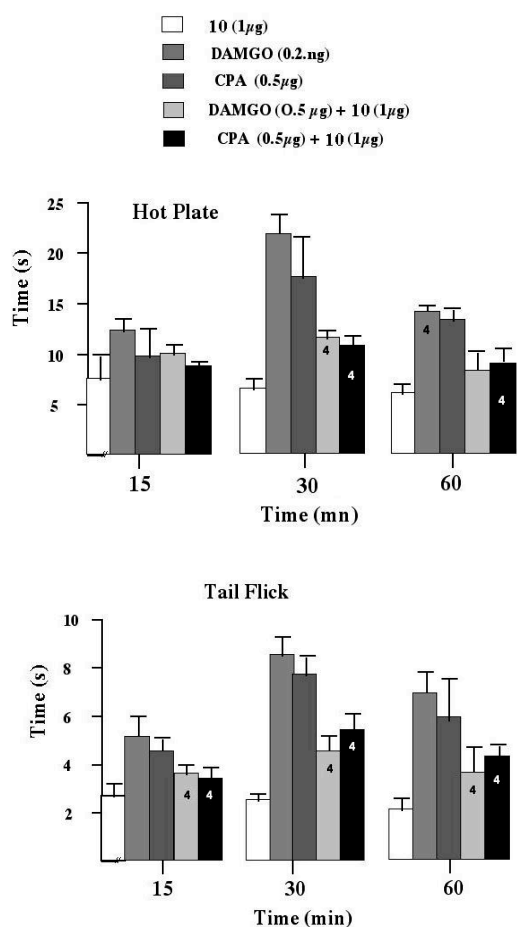 10 (1µg)
DAMGO (0.2.ng)
CPA (0.5µg)
DAMGO (O.5 µg) + 10 (1µg)
CPA (0.5µg) + 10 (1µg)
Hot Plate
Time (s)
25
20
15
10
5
4
4
4
4
15
30
60
Time (mn)
Tail Flick
Time (s)
10
8
6
4
2
4
4
4
4
4
4
15
30
60
Time (min)